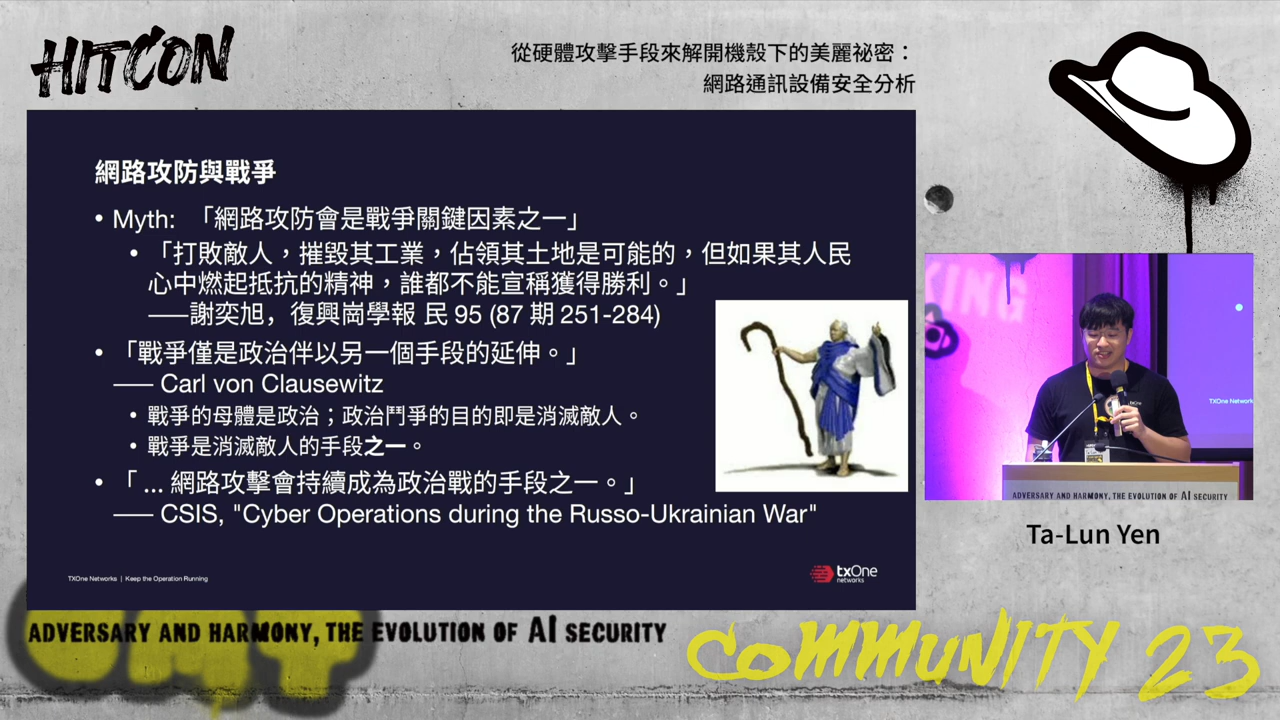 HITCON
從硬體攻擊手段來解開機殼下的美麗祕密：
網路通訊設備安全分析
網路攻防與戰爭
• Myth: 「網路攻防會是戰爭關鍵因素之一」
• 「打敗敵人，摧毀其工業，佔領其土地是可能的，但如果其人民
心中燃起抵抗的精神，誰都不能宣稱獲得勝利。」
——謝奕旭，復興崗學報 民 95 (87 期 251-284)
• 「戰爭僅是政治伴以另一個手段的延伸。」
—— Carl von Clausewitz
• 戰爭的母體是政治；政治鬥爭的目的即是消滅敵人。
• 戰爭是消滅敵人的手段之一。
• 「 ... 網路攻擊會持續成為政治戰的手段之一。」
—— CSIS, "Cyber Operations during the Russo-Ukrainian War"
TXOne Networks | Keep the Operation Running
txOne
networks
KING
TXOne Network
txOne
ADVERSARY AND HARMONY, THE EVOLUTION OF AI SECURITY
Ta-Lun Yen
ADVERSARY AND HARMONY, THE EVOLUTION OF AI SECURITY
COMMUNITY 23